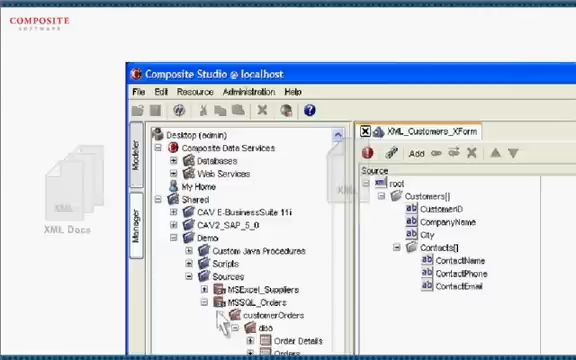 COMPOSITE
SOFTWARE
Composite Studio @ localhost
File Edit Resource Administration Help
Modeler
Manager
Desktop (admin)
Composite Data Services
Databases
Web Services
My Home
Shared
CAV E-BusinessSuite 11i
CAV2_SAP_5_0
Demo
Custom Java Procedures
Scripts
Sources
MSExcel_Suppliers
MSSQL_Orders
customerOrders
dbo
Order Details
Orders
XML_Customers_XForm
Add
Source
root
Customers[]
CustomerID
CompanyName
City
Contacts[]
ContactName
ContactPhone
ContactEmail
XML
XML Docs